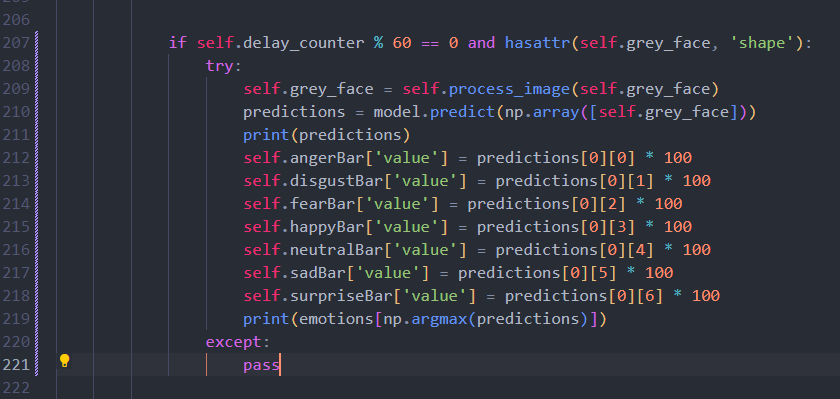 206
207 if self.delay_counter % 60 == 0 and hasattr(self.grey_face, 'shape'):
208 try:
209 self.grey_face = self.process_image(self.grey_face)
210 predictions = model.predict(np.array([self.grey_face]))
211 print(predictions)
212 self.angerBar['value'] = predictions[0][0] * 100
213 self.disgustBar['value'] = predictions[0][1] * 100
214 self.fearBar['value'] = predictions[0][2] * 100
215 self.happyBar['value'] = predictions[0][3] * 100
216 self.neutralBar['value'] = predictions[0][4] * 100
217 self.sadBar['value'] = predictions[0][5] * 100
218 self.surpriseBar['value'] = predictions[0][6] * 100
219 print(emotions[np.argmax(predictions)])
220 except:
221 pass
222